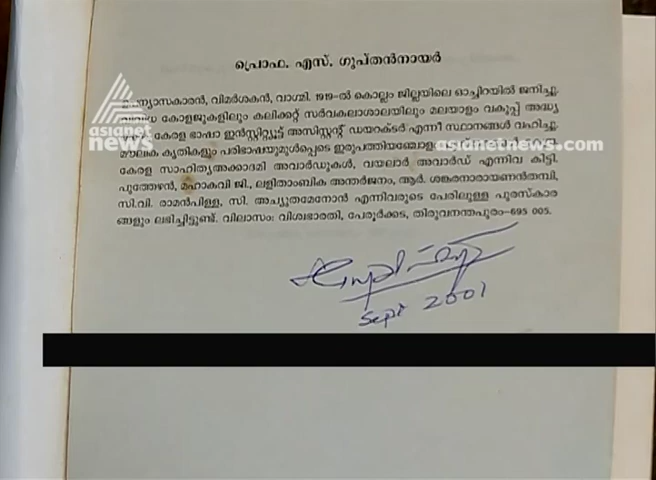 പ്രൊഫ. എസ്. ഗുപ്തൻനായർ
ഉപന്യാസകാരൻ, വിമർശകൻ, വാഗ്മി. 1919-ൽ കൊല്ലം ജില്ലയിലെ ഓച്ചിറയിൽ ജനിച്ചു.
കോളജുകളിലും കലിക്കറ്റ് സർവകലാശാലയിലും മലയാളം വകുപ്പ് അദ്ധ്യ
കേരള ഭാഷാ ഇൻസ്റ്റിറ്റ്യൂട്ട് അസിസ്റ്റന്റ് ഡയറക്ടർ എന്നീ സ്ഥാനങ്ങൾ വഹിച്ചു.
മൗലിക കൃതികളും പരിഭാഷയുമുൾപ്പെടെ ഇരുപത്തിയഞ്ചോളം
കേരള സാഹിത്യഅക്കാദമി അവാർഡുകൾ, വയലാർ അവാർഡ് എന്നിവ കിട്ടി.
പുത്തേഴൻ, മഹാകവി ജി., ലളിതാംബിക അന്തർജനം, ആർ. ശങ്കരനാരായണൻതമ്പി,
സി.വി. രാമൻപിള്ള, സി. അച്യുതമേനോൻ എന്നിവരുടെ പേരിലുള്ള പുരസ്കാര
ങ്ങളും ലഭിച്ചിട്ടുണ്ട്. വിലാസം: വിശ്വഭാരതി, പേരൂർക്കട, തിരുവനന്തപുരം-695 005.
Sept 2001
asianet
news
asianetnews.com